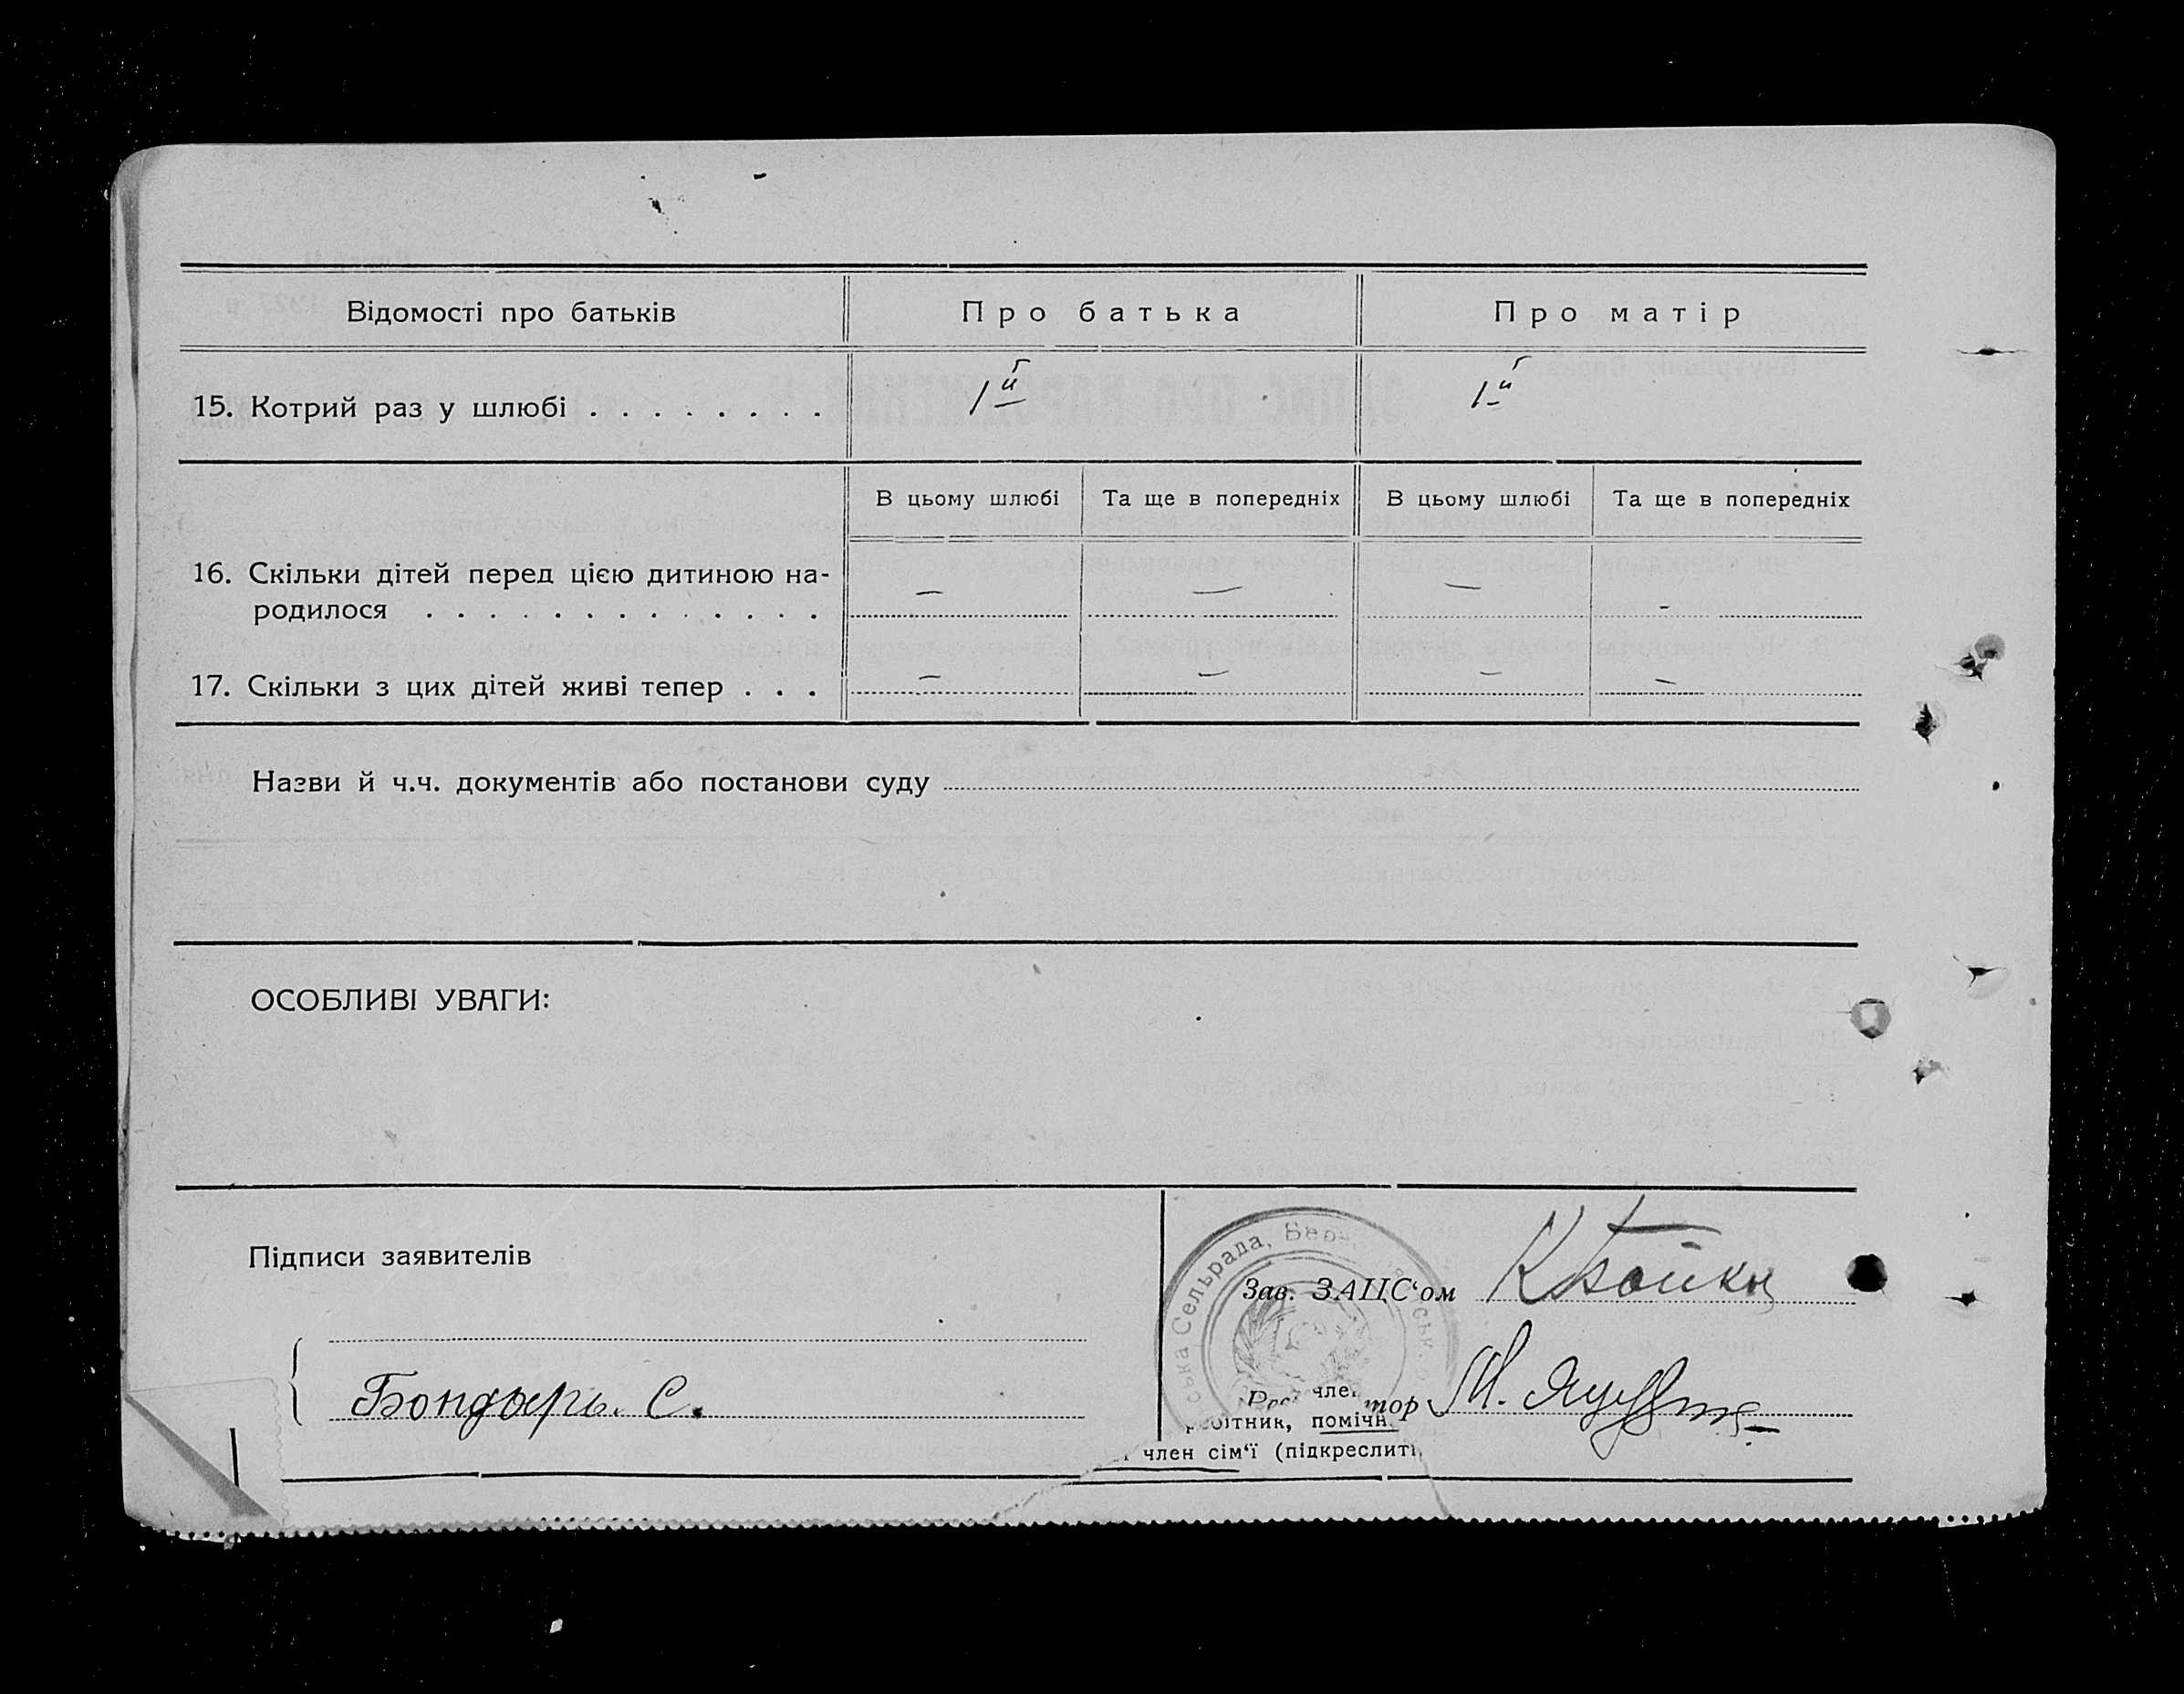 Відомості про батьків Про батька Про матір
15. Котрий раз у шлюбі . . . . . . . . 1й 1й
В цьому шлюбі Та ще в попередніх В цьому шлюбі Та ще в попередніх
16. Скільки дітей перед цією дитиною на-
родилося . . . . . . . . . . . . . — — — -
17. Скільки з цих дітей живі тепер . . . — — — —
Назви й ч.ч. документів або постанови суду
ОСОБЛИВІ УВАГИ:
Підписи заявителів
Сельрада,
Зав. ЗАЦС‘ом
Бондарь. С.
М.
член сім‘ї (підкреслити